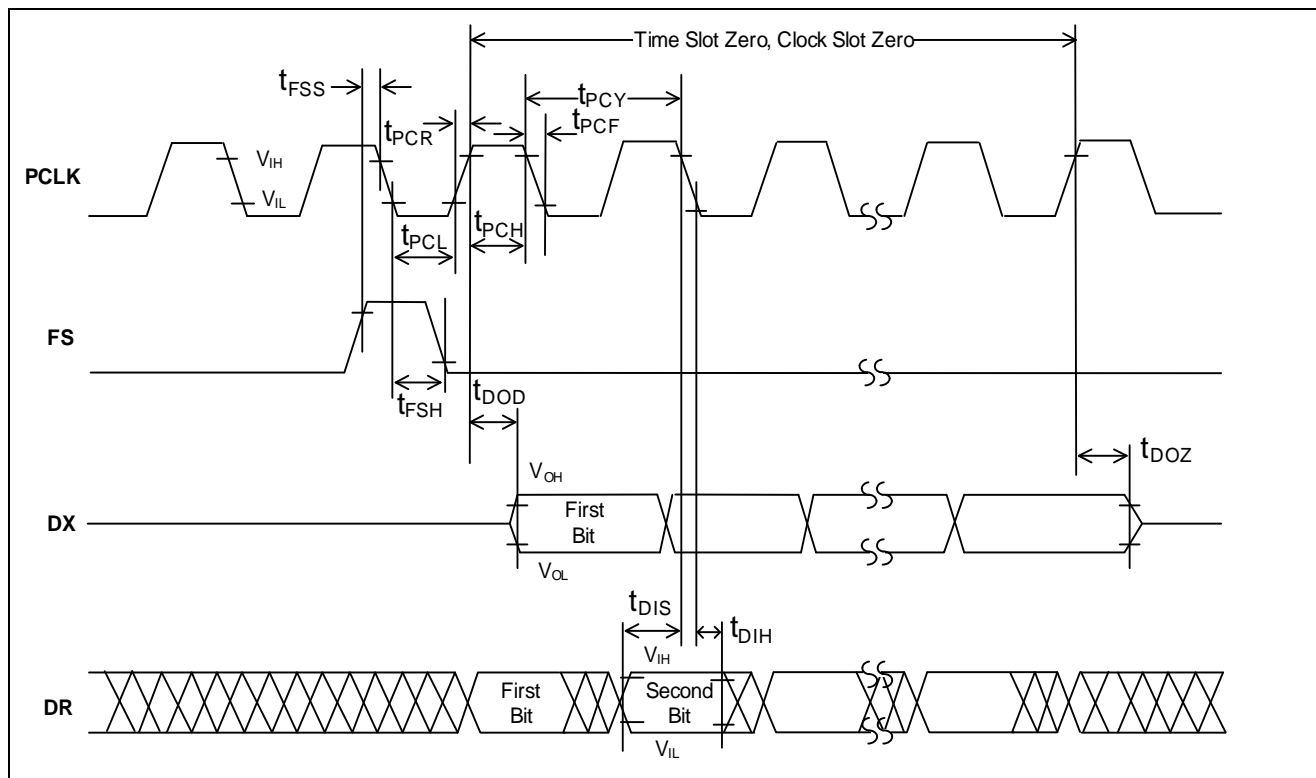 Time Slot Zero, Clock Slot Zero
tFSS
tPCY
tPCR
tPCF
VIH
PCLK
VIL
tPCH
tPCL
FS
tFSH
tDOD
tDOZ
VOH
DX
First
Bit
VOL
tDIS
tDIH
VIH
DR
First
Bit
Second
Bit
VIL